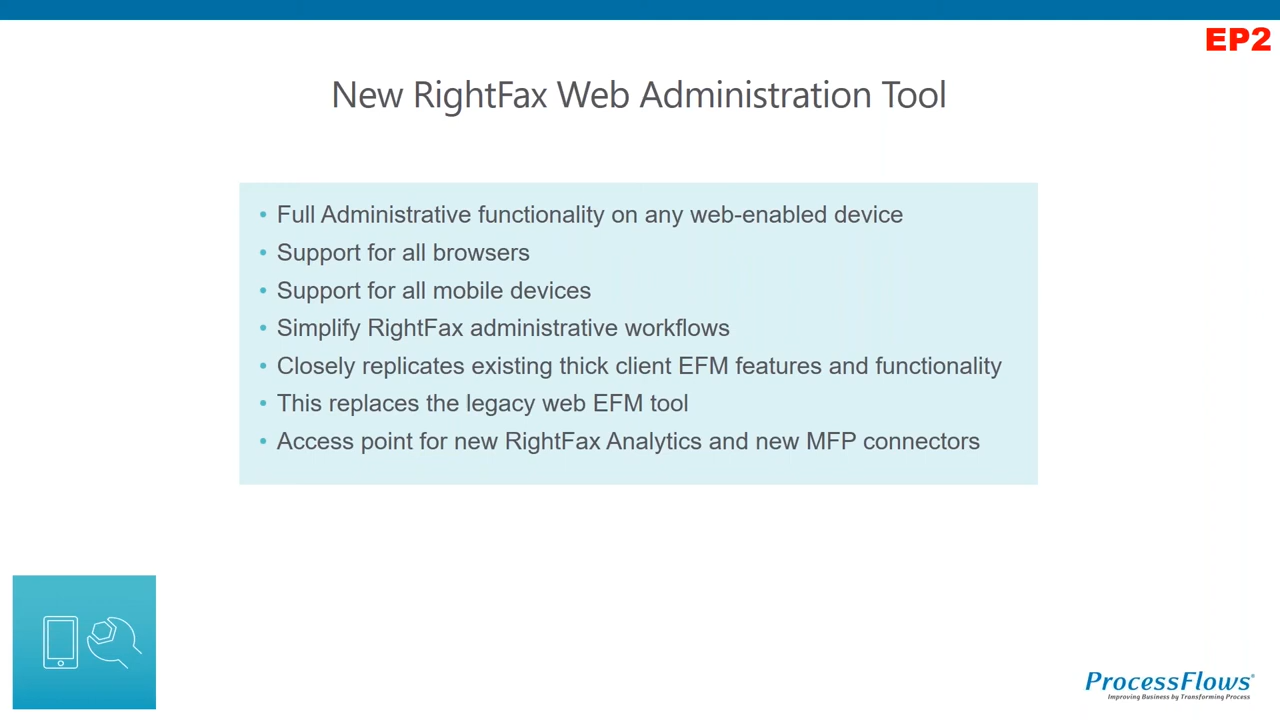 EP2
New RightFax Web Administration Tool
• Full Administrative functionality on any web-enabled device
• Support for all browsers
• Support for all mobile devices
• Simplify RightFax administrative workflows
• Closely replicates existing thick client EFM features and functionality
• This replaces the legacy web EFM tool
• Access point for new RightFax Analytics and new MFP connectors
ProcessFlows®
Improving Business by Transforming Process